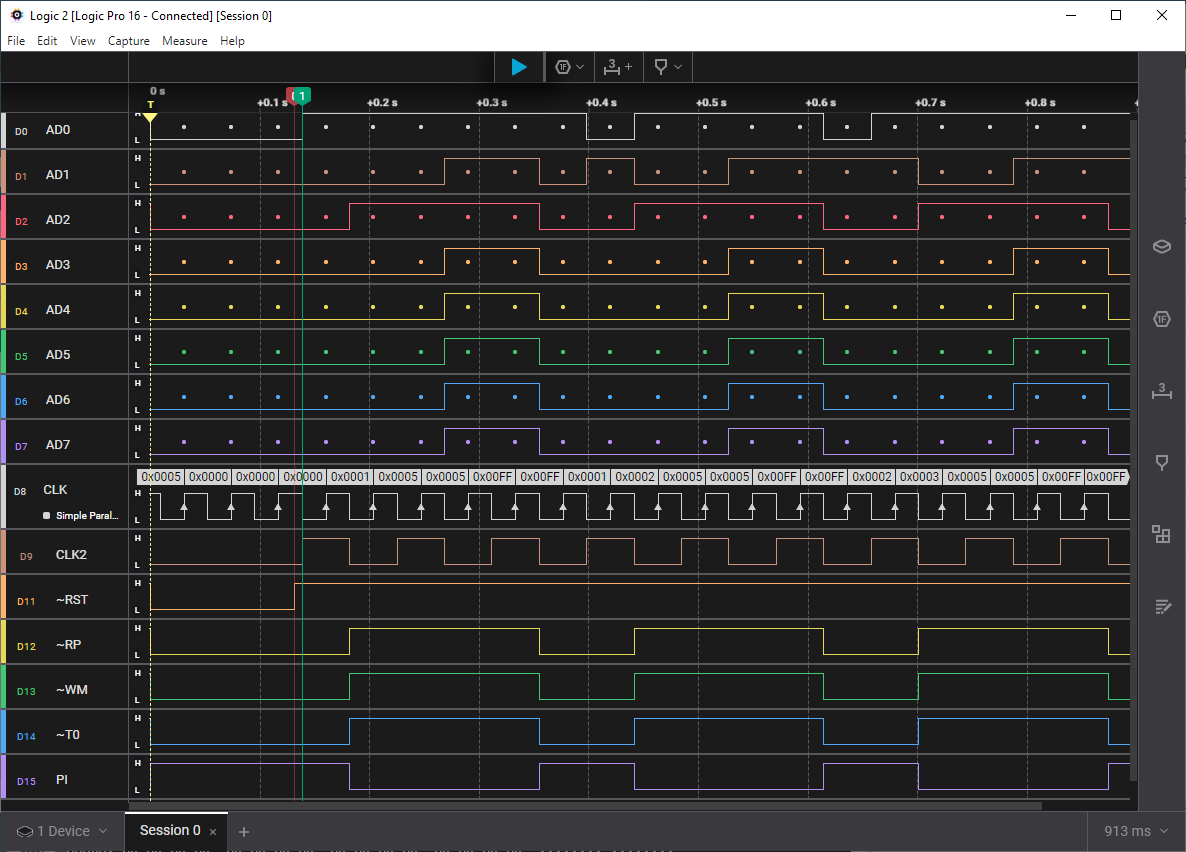 Logic 2 [Logic Pro 16 - Connected] [Session 0]
File Edit View Capture Measure Help
1F 3 +
0 s
T +0.1 s 1 +0.2 s +0.3 s +0.4 s +0.5 s +0.6 s +0.7 s +0.8 s
D0 AD0 H L
D1 AD1 H L
D2 AD2 H L
D3 AD3 H L
D4 AD4 H L
D5 AD5 H L
D6 AD6 H L
D7 AD7 H L
0x0005 0x0000 0x0000 0x0000 0x0001 0x0005 0x0005 0x00FF 0x00FF 0x0001 0x0002 0x0005 0x0005 0x00FF 0x00FF 0x0002 0x0003 0x0005 0x0005 0x00FF 0x00FF
D8 CLK H L
Simple Paral...
D9 CLK2 H L
D11 ~RST H L
D12 ~RP H L
D13 ~WM H L
D14 ~T0 H L
D15 PI H L
1F
3
1 Device Session 0 × + 913 ms